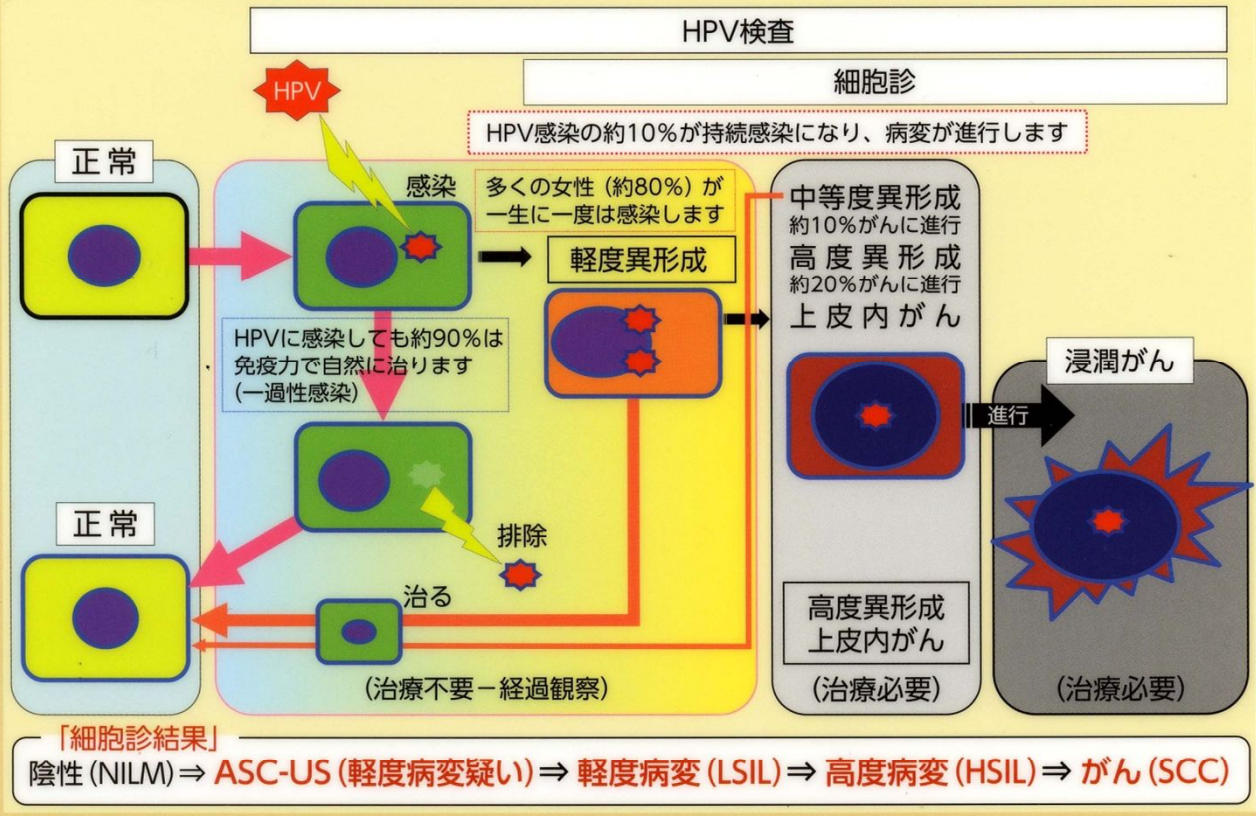 HPV検査
細胞診
HPV
HPV感染の約10%が持続感染になり、病変が進行します
正常
感染
多くの女性（約80%）が
一生に一度は感染します
軽度異形成
中等度異形成
約10%がんに進行
高度異形成
約20%がんに進行
上皮内がん
HPVに感染しても約90%は
免疫力で自然に治ります
(一過性感染)
浸潤がん
進行
正常
排除
治る
高度異形成
上皮内がん
(治療不要－経過観察)
(治療必要)
(治療必要)
「細胞診結果」
陰性(NILM)⇒ ASC-US(軽度病変疑い)⇒ 軽度病変(LSIL)⇒ 高度病変(HSIL)⇒ がん(SCC)